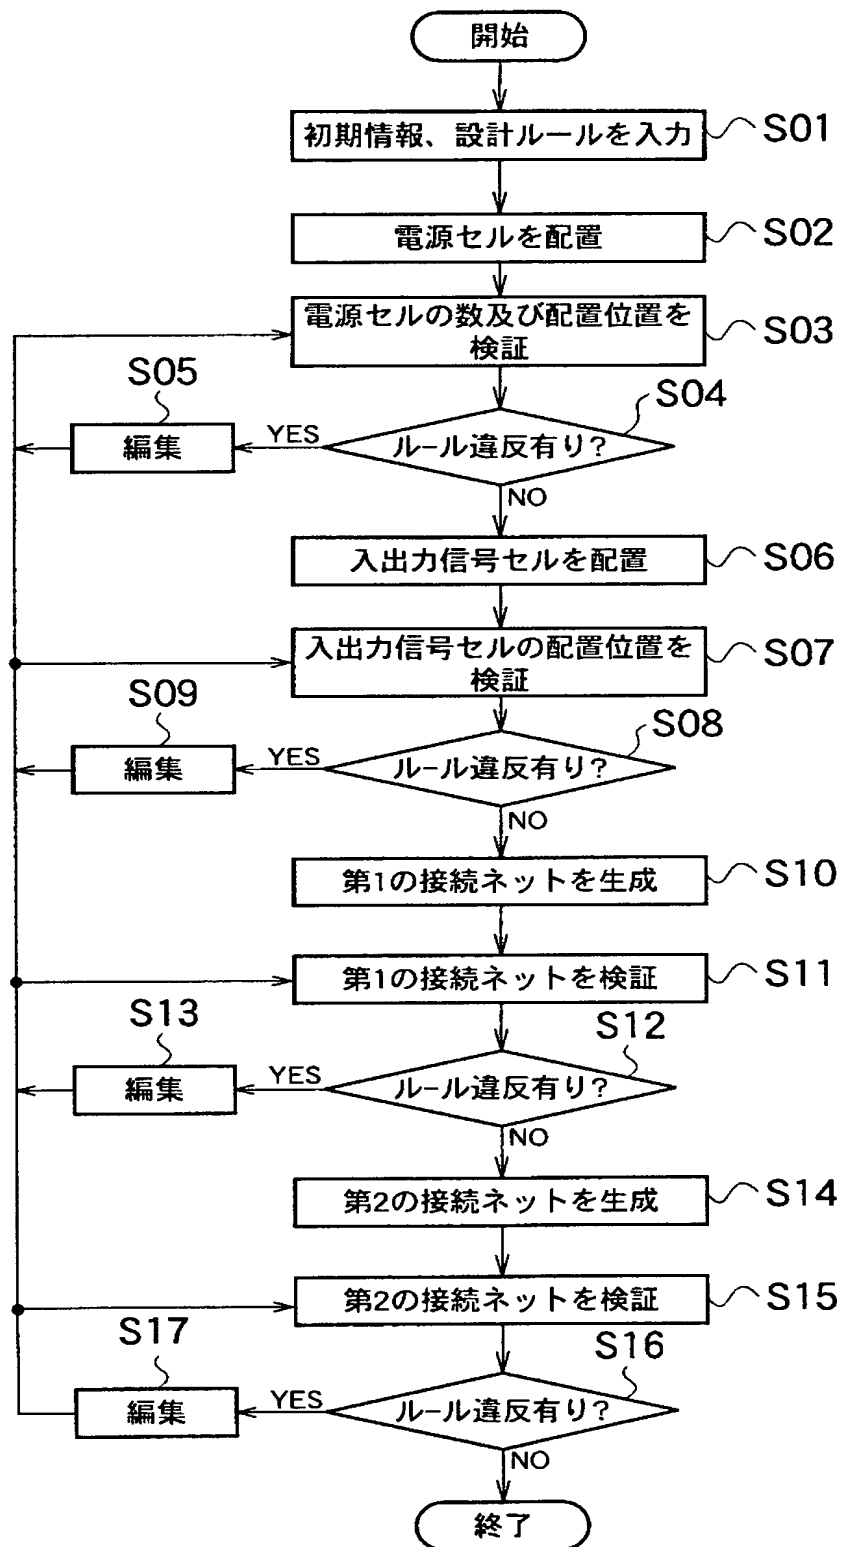 開始
初期情報、設計ルールを入力
S01
電源セルを配置
S02
電源セルの数及び配置位置を
検証
S03
S05
編集
YES
ルール違反有り?
S04
NO
入出力信号セルを配置
S06
入出力信号セルの配置位置を
検証
S07
S09
編集
YES
ルール違反有り?
S08
NO
第1の接続ネットを生成
S10
第1の接続ネットを検証
S11
S13
編集
YES
ルール違反有り?
S12
NO
第2の接続ネットを生成
S14
第2の接続ネットを検証
S15
S17
編集
YES
ルール違反有り?
S16
NO
終了